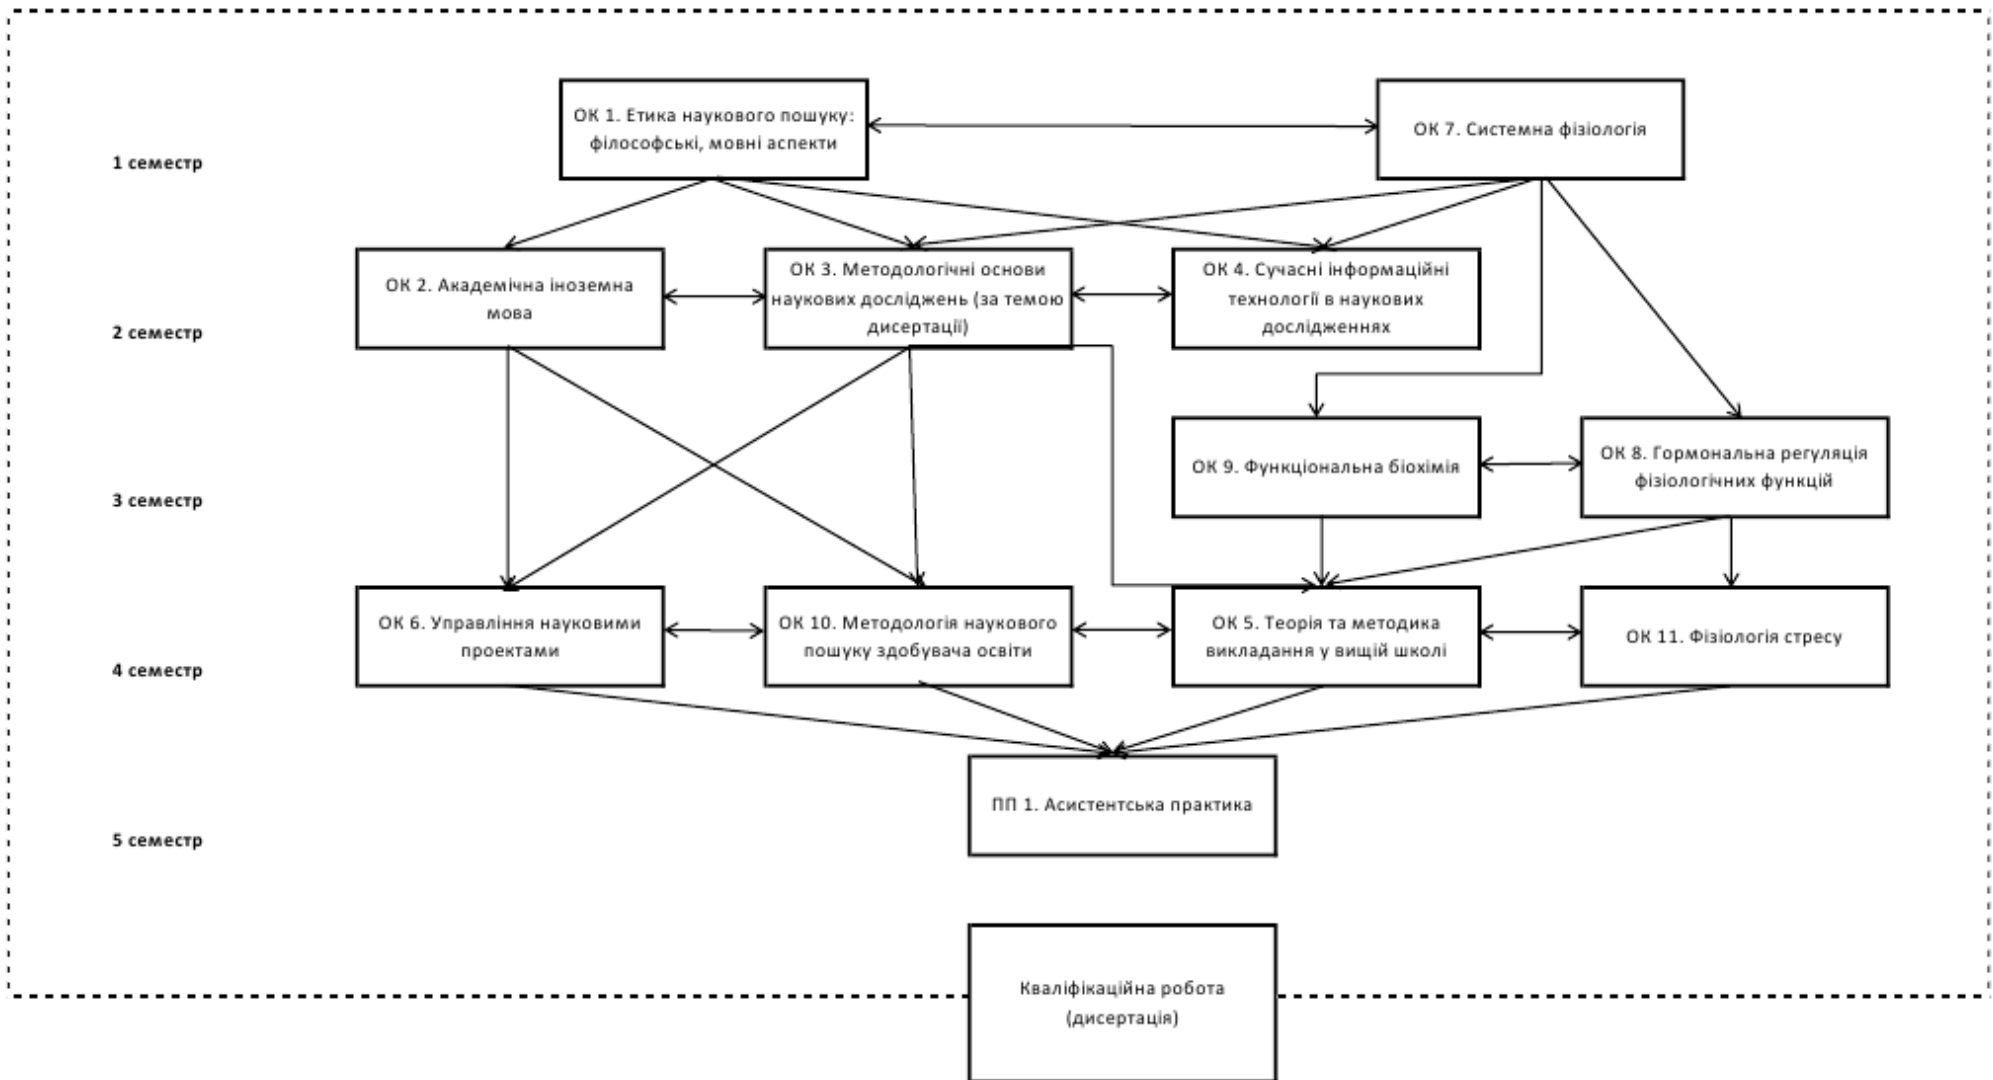 ОК 1. Етика наукового пошуку:
філософські, мовні аспекти
ОК 7. Системна фізіологія
1 семестр
ОК 2. Академічна іноземна
мова
ОК 3. Методологічні основи
наукових досліджень (за темою
дисертації)
ОК 4. Сучасні інформаційні
технології в наукових
дослідженнях
2 семестр
ОК 9. Функціональна біохімія
ОК 8. Гормональна регуляція
фізіологічних функцій
3 семестр
ОК 6. Управління науковими
проектами
ОК 10. Методологія наукового
пошуку здобувача освіти
ОК 5. Теорія та методика
викладання у вищій школі
ОК 11. Фізіологія стресу
4 семестр
ПП 1. Асистентська практика
5 семестр
Кваліфікаційна робота
(дисертація)